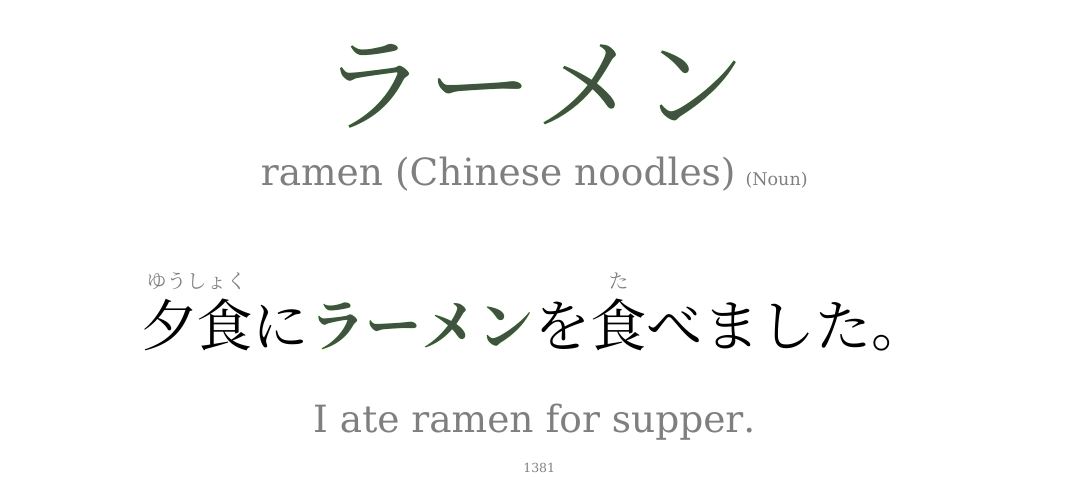 ラーメン
ramen (Chinese noodles) (Noun)
ゆうしょく た
夕食にラーメンを食べました。
I ate ramen for supper.
1381